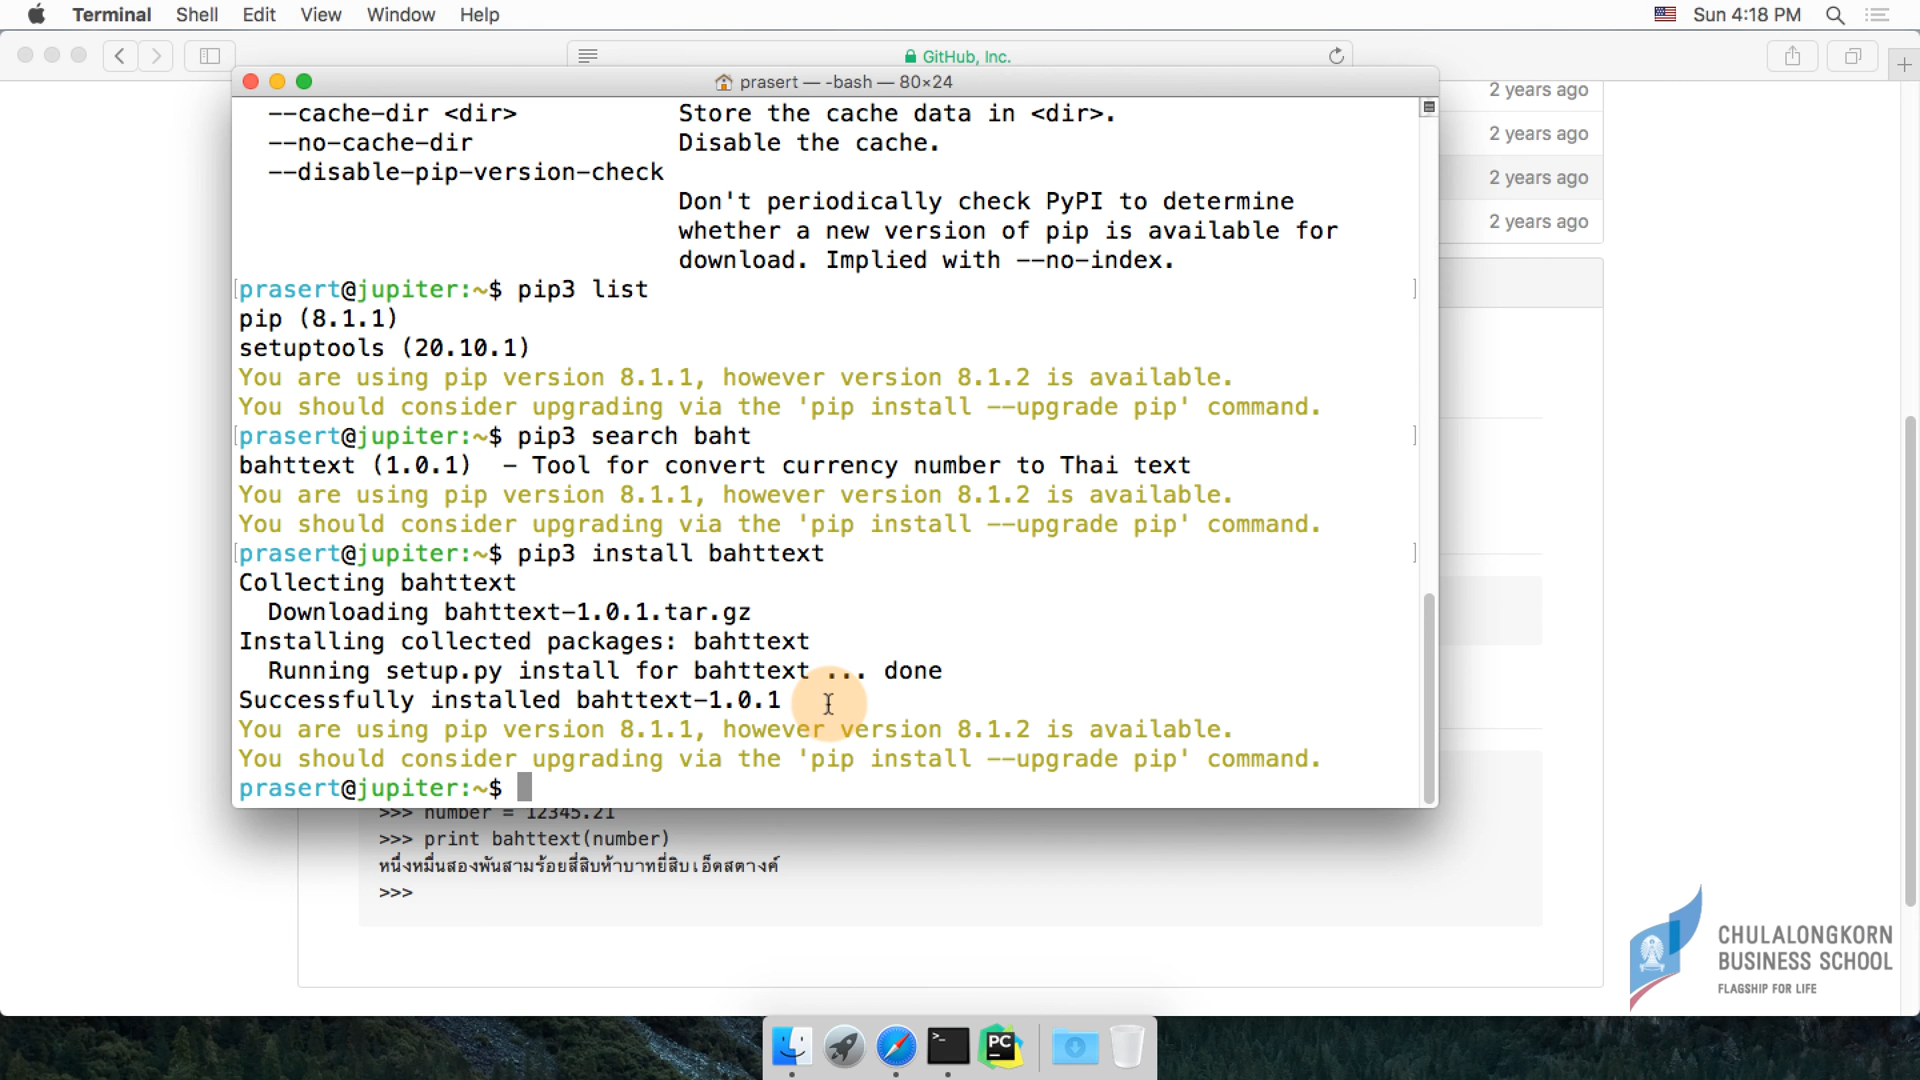 Terminal Shell Edit View Window Help
Sun 4:18 PM
GitHub, Inc.
prasert — -bash — 80×24
--cache-dir <dir> Store the cache data in <dir>.
--no-cache-dir Disable the cache.
--disable-pip-version-check
Don't periodically check PyPI to determine
whether a new version of pip is available for
download. Implied with --no-index.
prasert@jupiter:~$ pip3 list
pip (8.1.1)
setuptools (20.10.1)
You are using pip version 8.1.1, however version 8.1.2 is available.
You should consider upgrading via the 'pip install --upgrade pip' command.
prasert@jupiter:~$ pip3 search baht
bahttext (1.0.1) - Tool for convert currency number to Thai text
You are using pip version 8.1.1, however version 8.1.2 is available.
You should consider upgrading via the 'pip install --upgrade pip' command.
prasert@jupiter:~$ pip3 install bahttext
Collecting bahttext
Downloading bahttext-1.0.1.tar.gz
Installing collected packages: bahttext
Running setup.py install for bahttext ... done
Successfully installed bahttext-1.0.1
You are using pip version 8.1.1, however version 8.1.2 is available.
You should consider upgrading via the 'pip install --upgrade pip' command.
prasert@jupiter:~$
2 years ago
2 years ago
2 years ago
2 years ago
>>> number = 12345.21
>>> print bahttext(number)
หนึ่งหมื่นสองพันสามร้อยสี่สิบห้าบาทยี่สิบเอ็ดสตางค์
>>>
CHULALONGKORN
BUSINESS SCHOOL
FLAGSHIP FOR LIFE
>_
PC